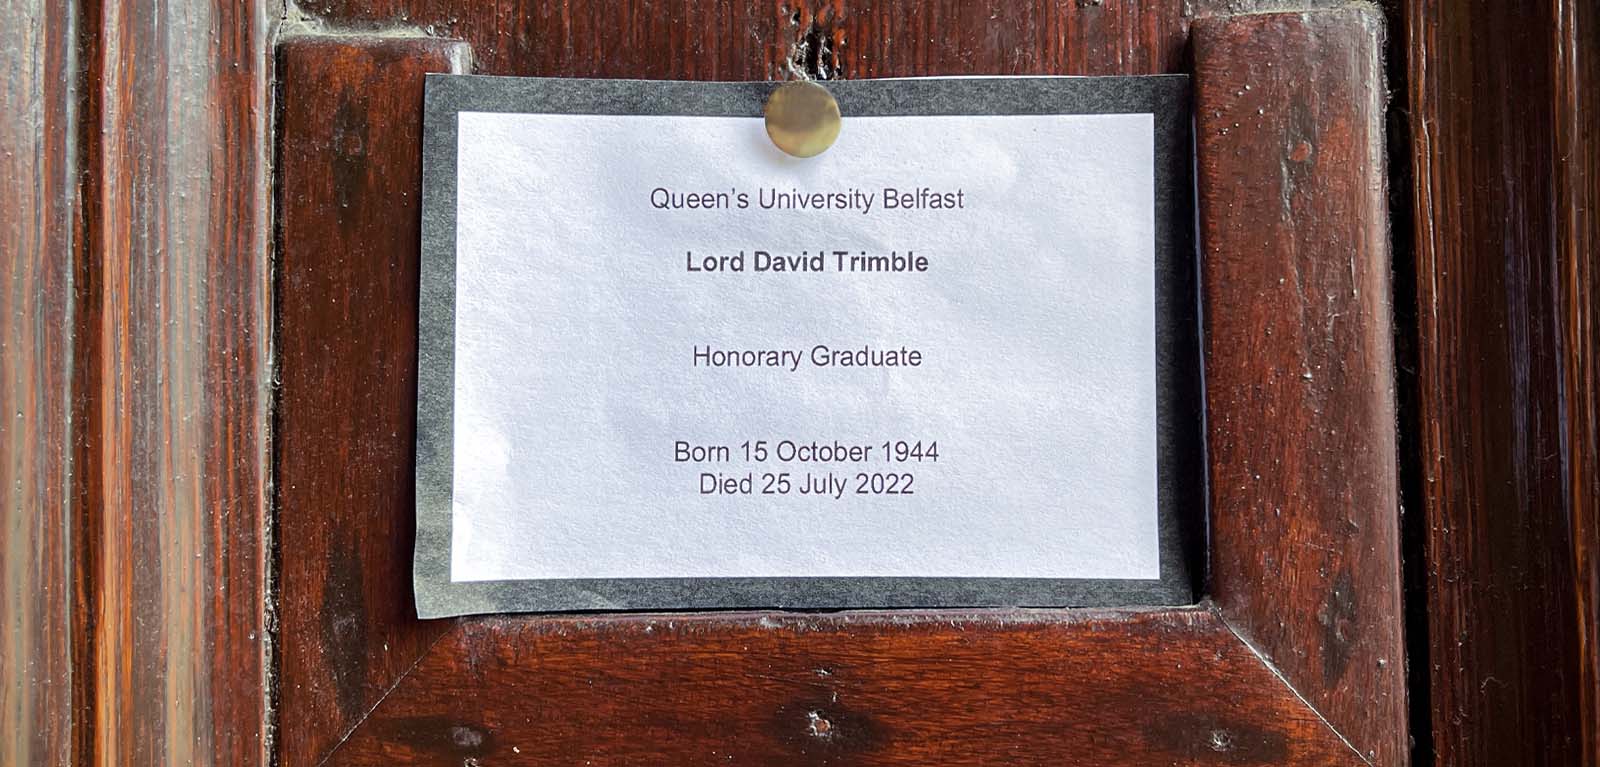 Queen’s University Belfast
Lord David Trimble
Honorary Graduate
Born 15 October 1944
Died 25 July 2022